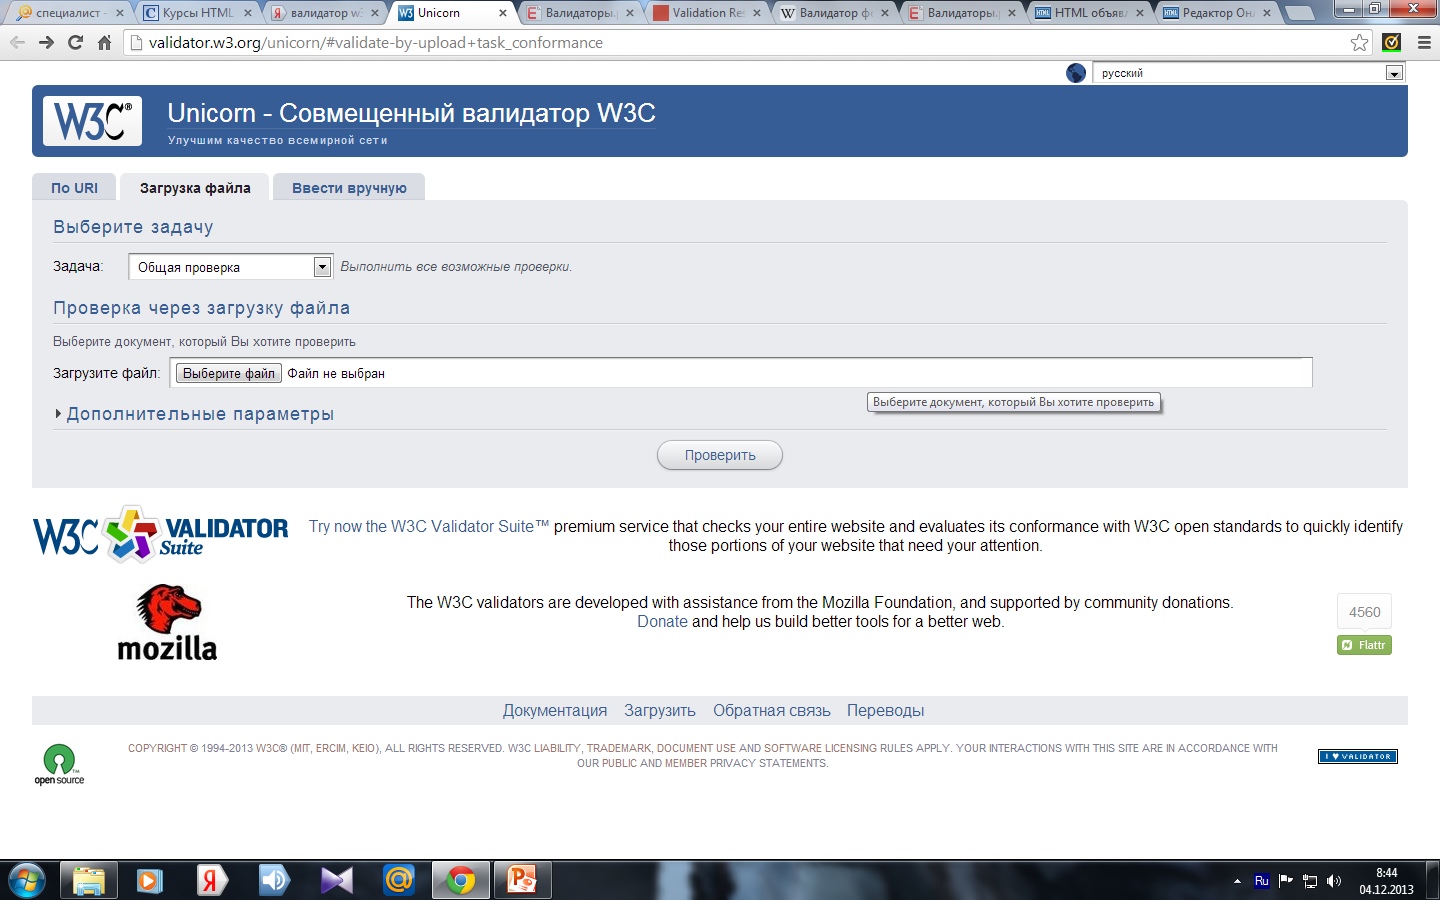 специалист -
Курсы HTML
валидатор w3
Unicorn
Валидаторы.
Validation Res
Валидатор фе
Валидаторы.р
HTML объявл
Редактор Онл
validator.w3.org/unicorn/#validate-by-upload+task_conformance
русский
W3C®
Unicorn - Совмещенный валидатор W3C
Улучшим качество всемирной сети
По URI
Загрузка файла
Ввести вручную
Выберите задачу
Задача: Общая проверка Выполнить все возможные проверки.
Проверка через загрузку файла
Выберите документ, который Вы хотите проверить
Загрузите файл: Выберите файл Файл не выбран
Выберите документ, который Вы хотите проверить
Дополнительные параметры
Проверить
W3C VALIDATOR
Suite
Try now the W3C Validator Suite™ premium service that checks your entire website and evaluates its conformance with W3C open standards to quickly identify
those portions of your website that need your attention.
mozilla
The W3C validators are developed with assistance from the Mozilla Foundation, and supported by community donations.
Donate and help us build better tools for a better web.
4560
Flattr
Документация Загрузить Обратная связь Переводы
open source
COPYRIGHT © 1994-2013 W3C® (MIT, ERCIM, KEIO), ALL RIGHTS RESERVED. W3C LIABILITY, TRADEMARK, DOCUMENT USE AND SOFTWARE LICENSING RULES APPLY. YOUR INTERACTIONS WITH THIS SITE ARE IN ACCORDANCE WITH
OUR PUBLIC AND MEMBER PRIVACY STATEMENTS.
I ♥ VALIDATOR
Ru
8:44
04.12.2013